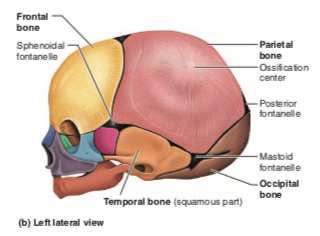 Frontal
bone
Sphenoidal
fontanelle
Parietal
bone
Ossification
center
Posterior
fontanelle
Mastoid
fontanelle
Occipital
bone
Temporal bone (squamous part)
(b) Left lateral view